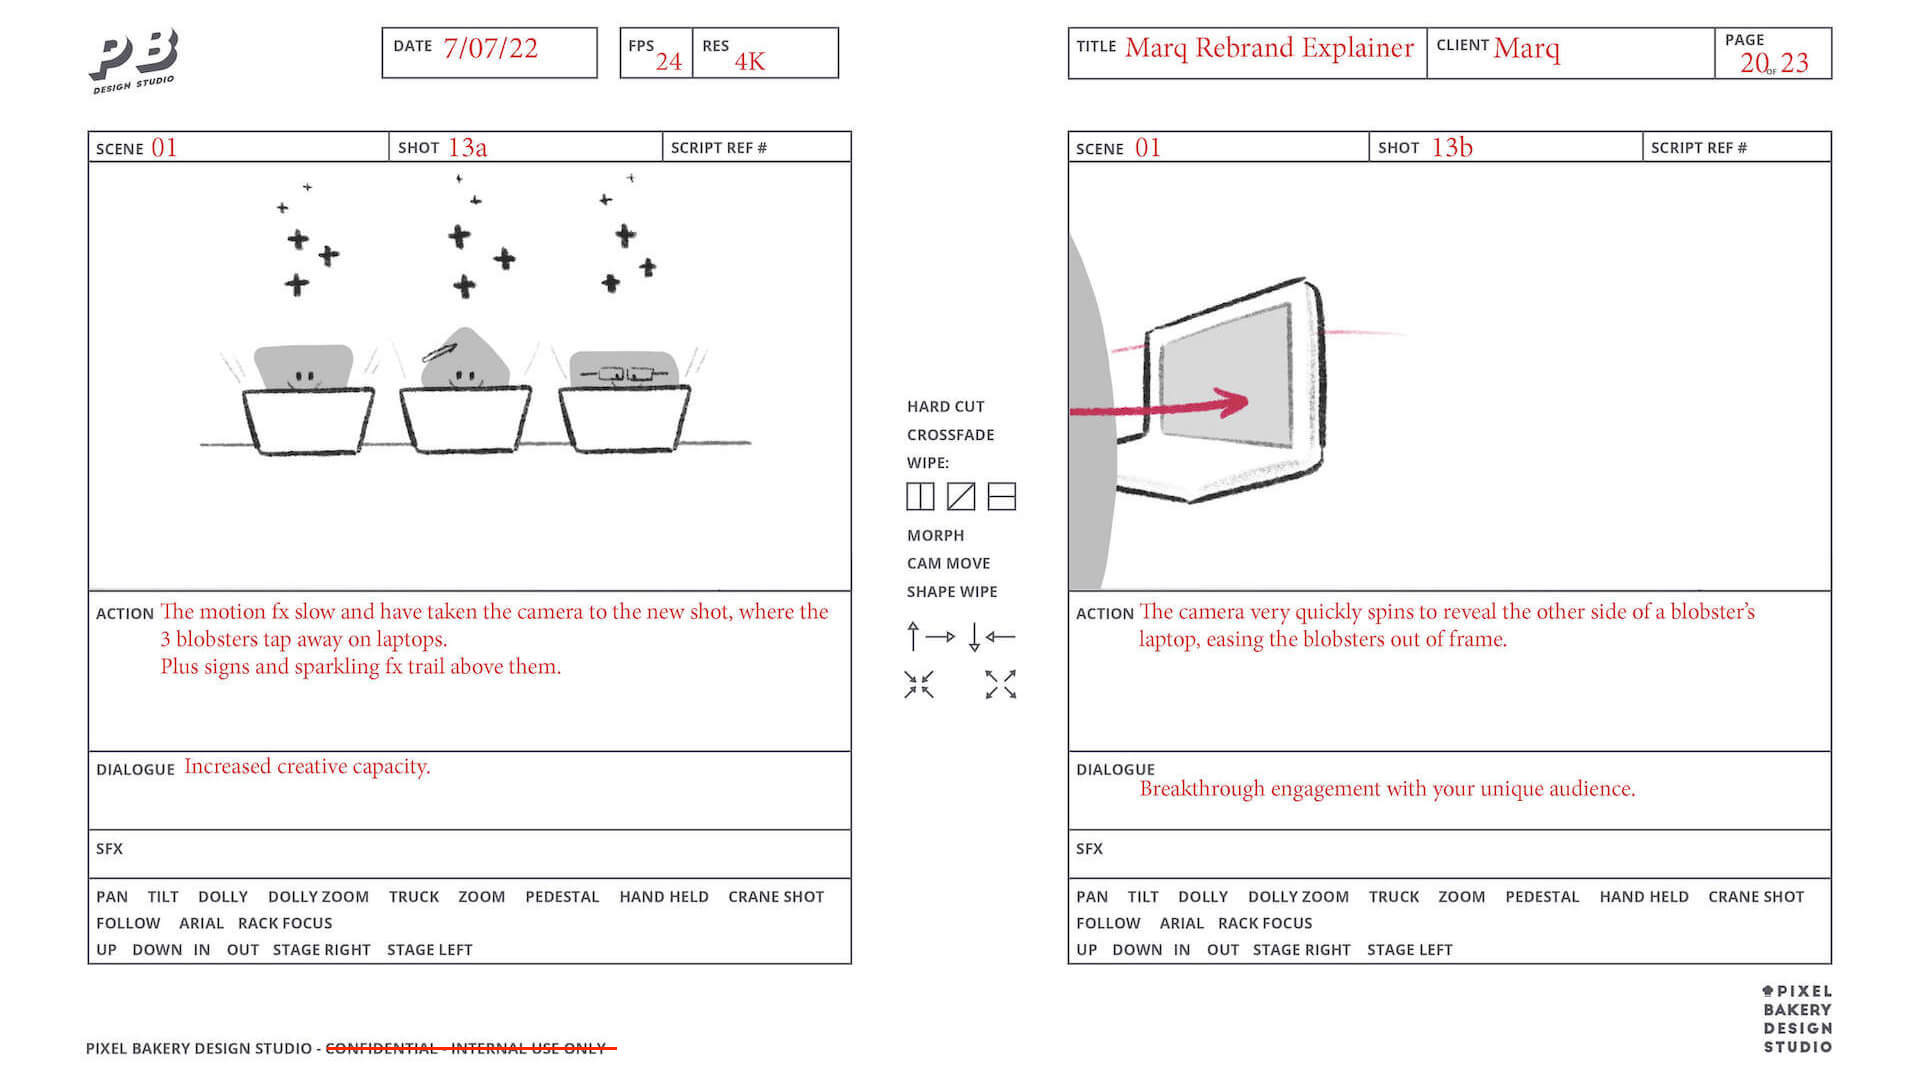 PB
DESIGN STUDIO
DATE 7/07/22
FPS 24
RES 4K
TITLE Marq Rebrand Explainer
CLIENT Marq
PAGE 20 OF 23
SCENE 01
SHOT 13a
SCRIPT REF #
ACTION The motion fx slow and have taken the camera to the new shot, where the
3 blobsters tap away on laptops.
Plus signs and sparkling fx trail above them.
DIALOGUE Increased creative capacity.
SFX
PAN TILT DOLLY DOLLY ZOOM TRUCK ZOOM PEDESTAL HAND HELD CRANE SHOT
FOLLOW ARIAL RACK FOCUS
UP DOWN IN OUT STAGE RIGHT STAGE LEFT
HARD CUT
CROSSFADE
WIPE:
MORPH
CAM MOVE
SHAPE WIPE
SCENE 01
SHOT 13b
SCRIPT REF #
ACTION The camera very quickly spins to reveal the other side of a blobster’s
laptop, easing the blobsters out of frame.
DIALOGUE
Breakthrough engagement with your unique audience.
SFX
PAN TILT DOLLY DOLLY ZOOM TRUCK ZOOM PEDESTAL HAND HELD CRANE SHOT
FOLLOW ARIAL RACK FOCUS
UP DOWN IN OUT STAGE RIGHT STAGE LEFT
PIXEL BAKERY DESIGN STUDIO - CONFIDENTIAL - INTERNAL USE ONLY
PIXEL
BAKERY
DESIGN
STUDIO